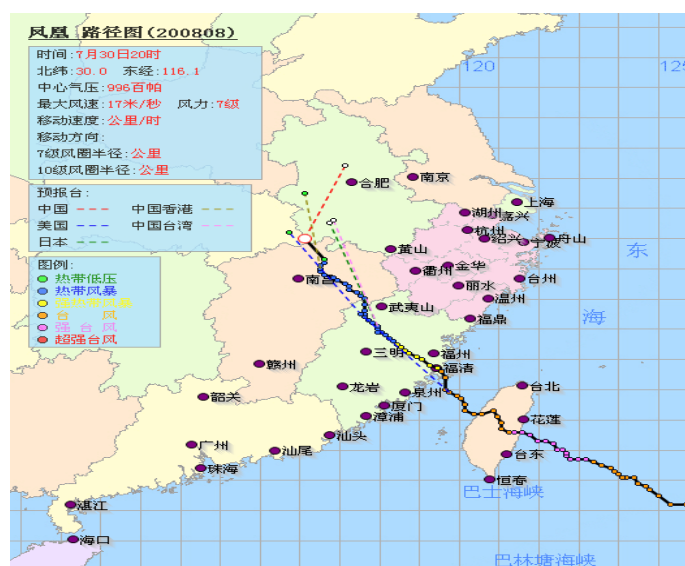 凤凰 路径图(200808)
时间:7月30日20时
北纬:30.0 东经:116.1
中心气压:996百帕
最大风速:17米/秒 风力:7级
移动速度:公里/时
移动方向:
7级风圈半径:公里
10级风圈半径:公里
预报台:
中国 中国香港
美国 中国台湾
日本
图例:
热带低压
热带风暴
台 风
强 台 风
超强台风
120
125
合肥
南京
上海
湖州
嘉兴
杭州
绍兴
宁波
舟山
黄山
衢州
金华
台州
丽水
温州
南昌
武夷山
福鼎
东
海
三明
福州
福清
赣州
龙岩
泉州
厦门
漳浦
韶关
台北
花莲
台东
恒春
广州
汕尾
汕头
珠海
湛江
海口
巴士海峡
巴林塘海峡